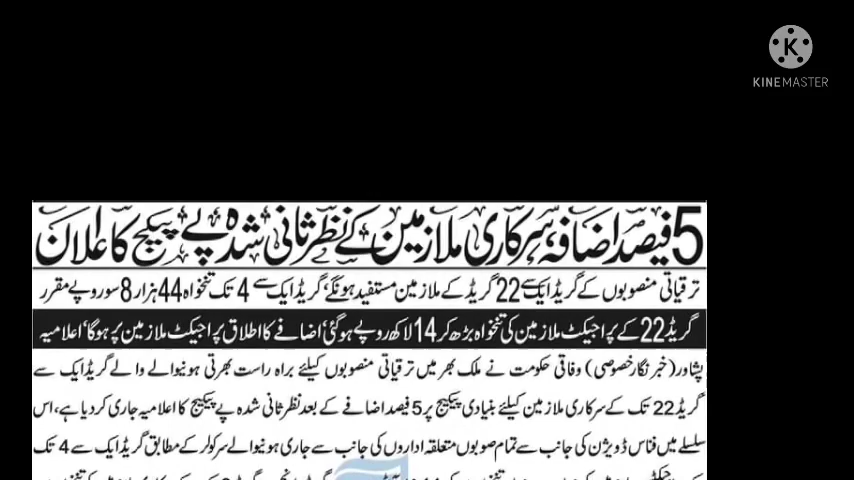 KINEMASTER
5 فیصد اضافہ، سرکاری ملازمین کے نظر ثانی شدہ پے پیکیج کا اعلان
ترقیاتی منصوبوں کے گریڈ ایک سے 22 گریڈ کے ملازمین مستفید ہونگے، گریڈ ایک سے 4 تک تنخواہ 44 ہزار 8 سو روپے مقرر
گریڈ 22 کے پراجیکٹ ملازمین کی تنخواہ بڑھ کر 14 لاکھ روپے ہو گئی، اضافے کا اطلاق پراجیکٹ ملازمین پر ہوگا، اعلامیہ
پشاور (خبر نگار خصوصی) وفاقی حکومت نے ملک بھر میں ترقیاتی منصوبوں کیلئے براہ راست بھرتی ہونیوالے والے گریڈ ایک سے
گریڈ 22 تک کے سرکاری ملازمین کیلئے بنیادی پیکیج پر 5 فیصد اضافے کے بعد نظر ثانی شدہ پے پیکیج کا اعلامیہ جاری کر دیا ہے، اس
سلسلے میں فنانس ڈویژن کی جانب سے تمام صوبوں متعلقہ اداروں کی جانب سے جاری ہونیوالے سرکولر کے مطابق گریڈ ایک سے 4 تک